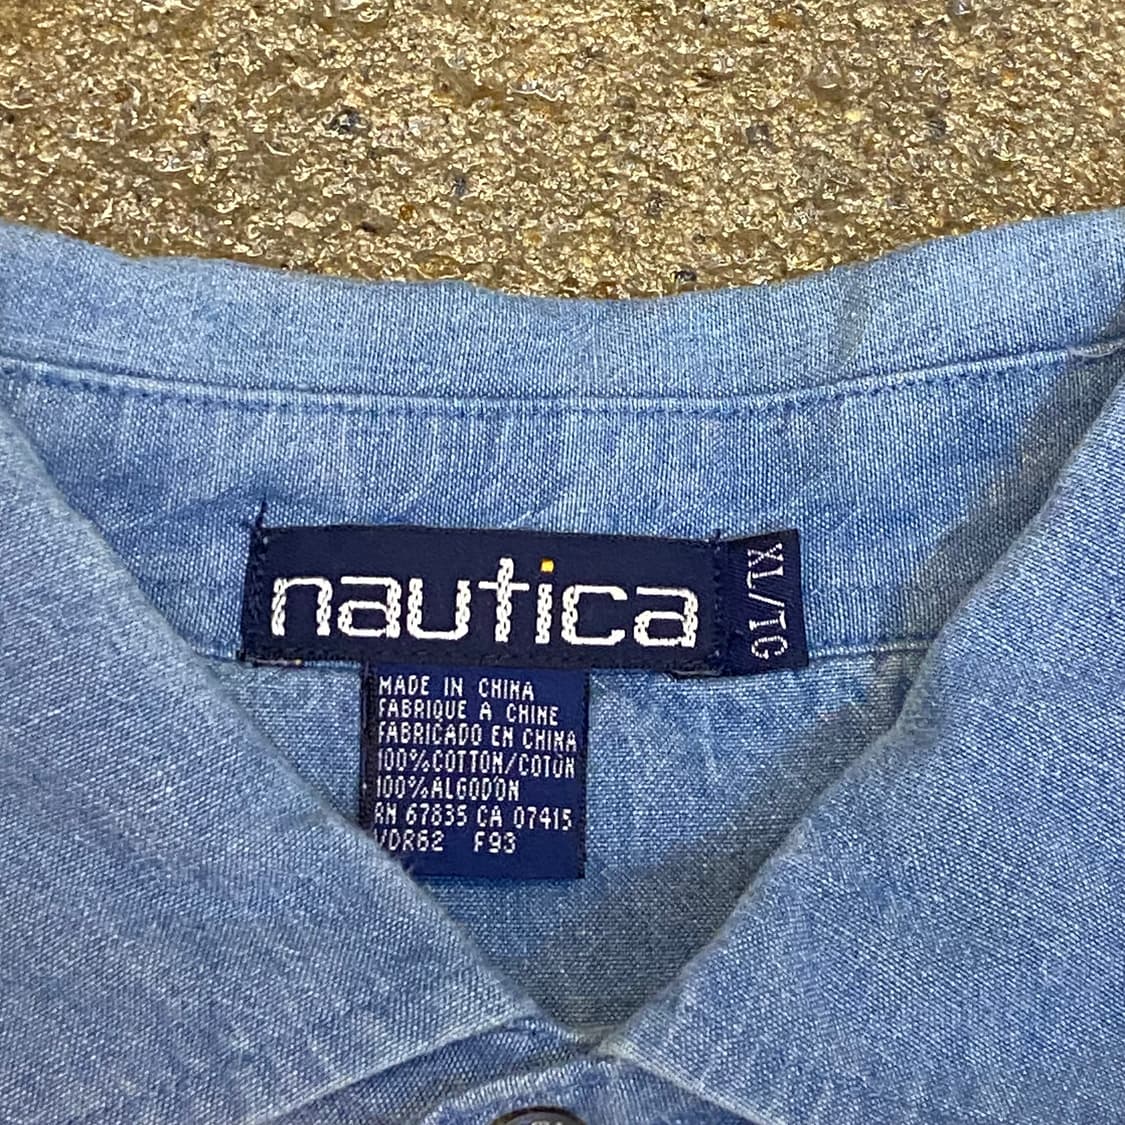 nautica
XL/TG
MADE IN CHINA
FABRIQUE A CHINE
FABRICADO EN CHINA
100% COTTON/COTON
100% ALGODON
RN 67835 CA 07415
VDR62 F93